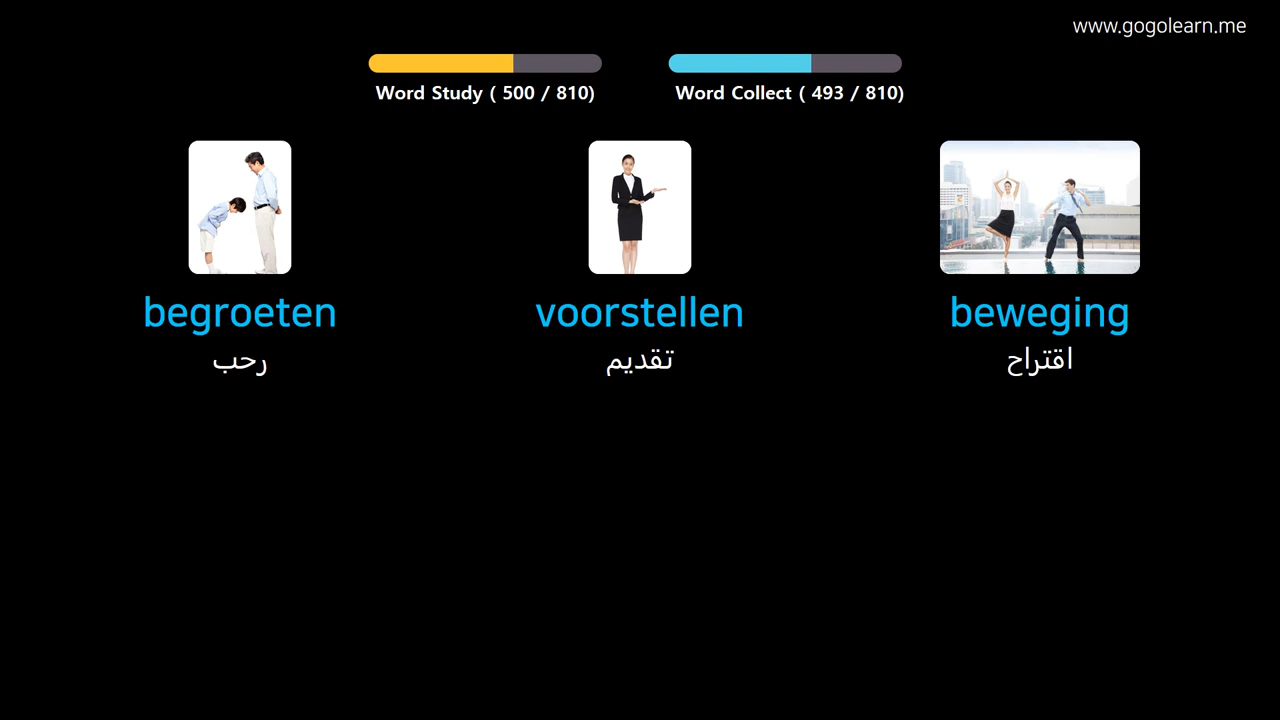 www.gogolearn.me
Word Study ( 500 / 810)
Word Collect ( 493 / 810)
begroeten
voorstellen
beweging
رحب
تقديم
اقتراح